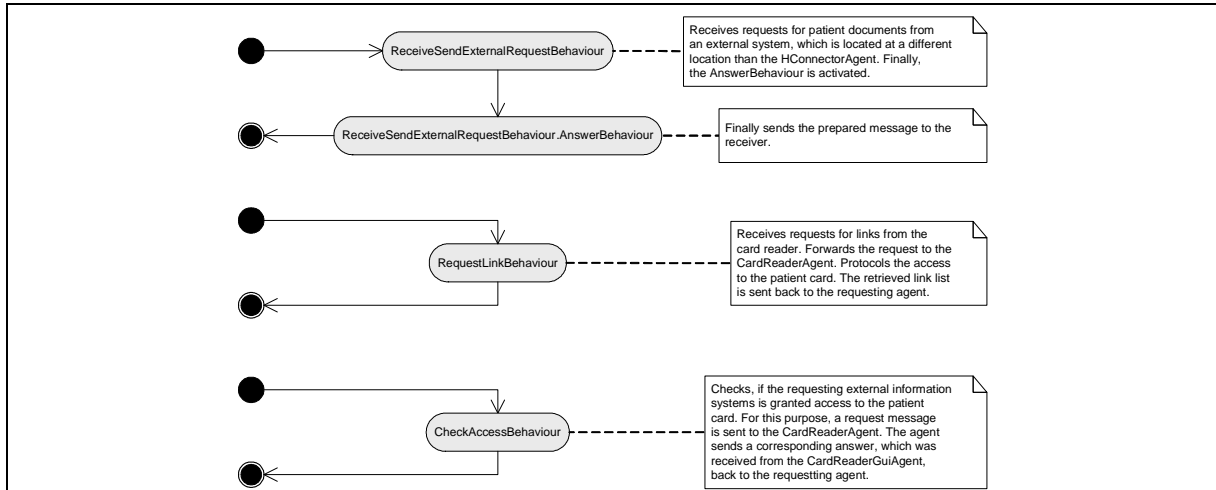 ReceiveSendExternalRequestBehaviour
Receives requests for patient documents from
an external system, which is located at a different
location than the HConnectorAgent. Finally,
the AnswerBehaviour is activated.
ReceiveSendExternalRequestBehaviour.AnswerBehaviour
Finally sends the prepared message to the
receiver.
RequestLinkBehaviour
Receives requests for links from the
card reader. Forwards the request to the
CardReaderAgent. Protocols the access
to the patient card. The retrieved link list
is sent back to the requesting agent.
CheckAccessBehaviour
Checks, if the requesting external information
systems is granted access to the patient
card. For this purpose, a request message
is sent to the CardReaderAgent. The agent
sends a corresponding answer, which was
received from the CardReaderGuiAgent,
back to the requestting agent.